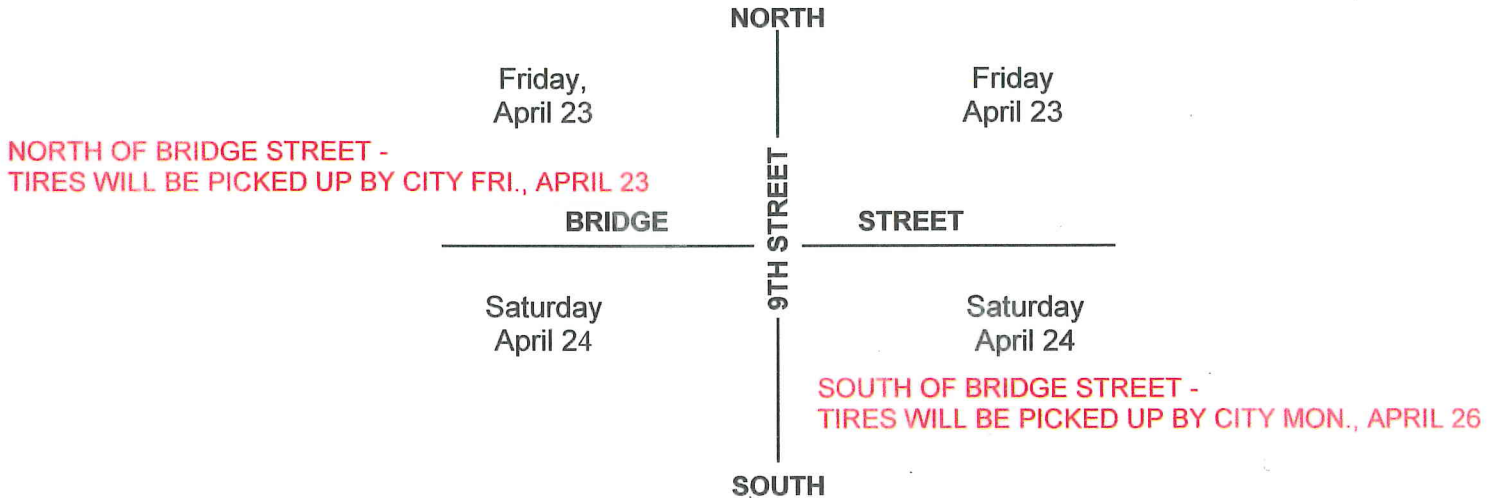 NORTH
Friday,
April 23
Friday
April 23
NORTH OF BRIDGE STREET -
TIRES WILL BE PICKED UP BY CITY FRI., APRIL 23
BRIDGE
9TH STREET
STREET
Saturday
April 24
Saturday
April 24
SOUTH OF BRIDGE STREET -
TIRES WILL BE PICKED UP BY CITY MON., APRIL 26
SOUTH